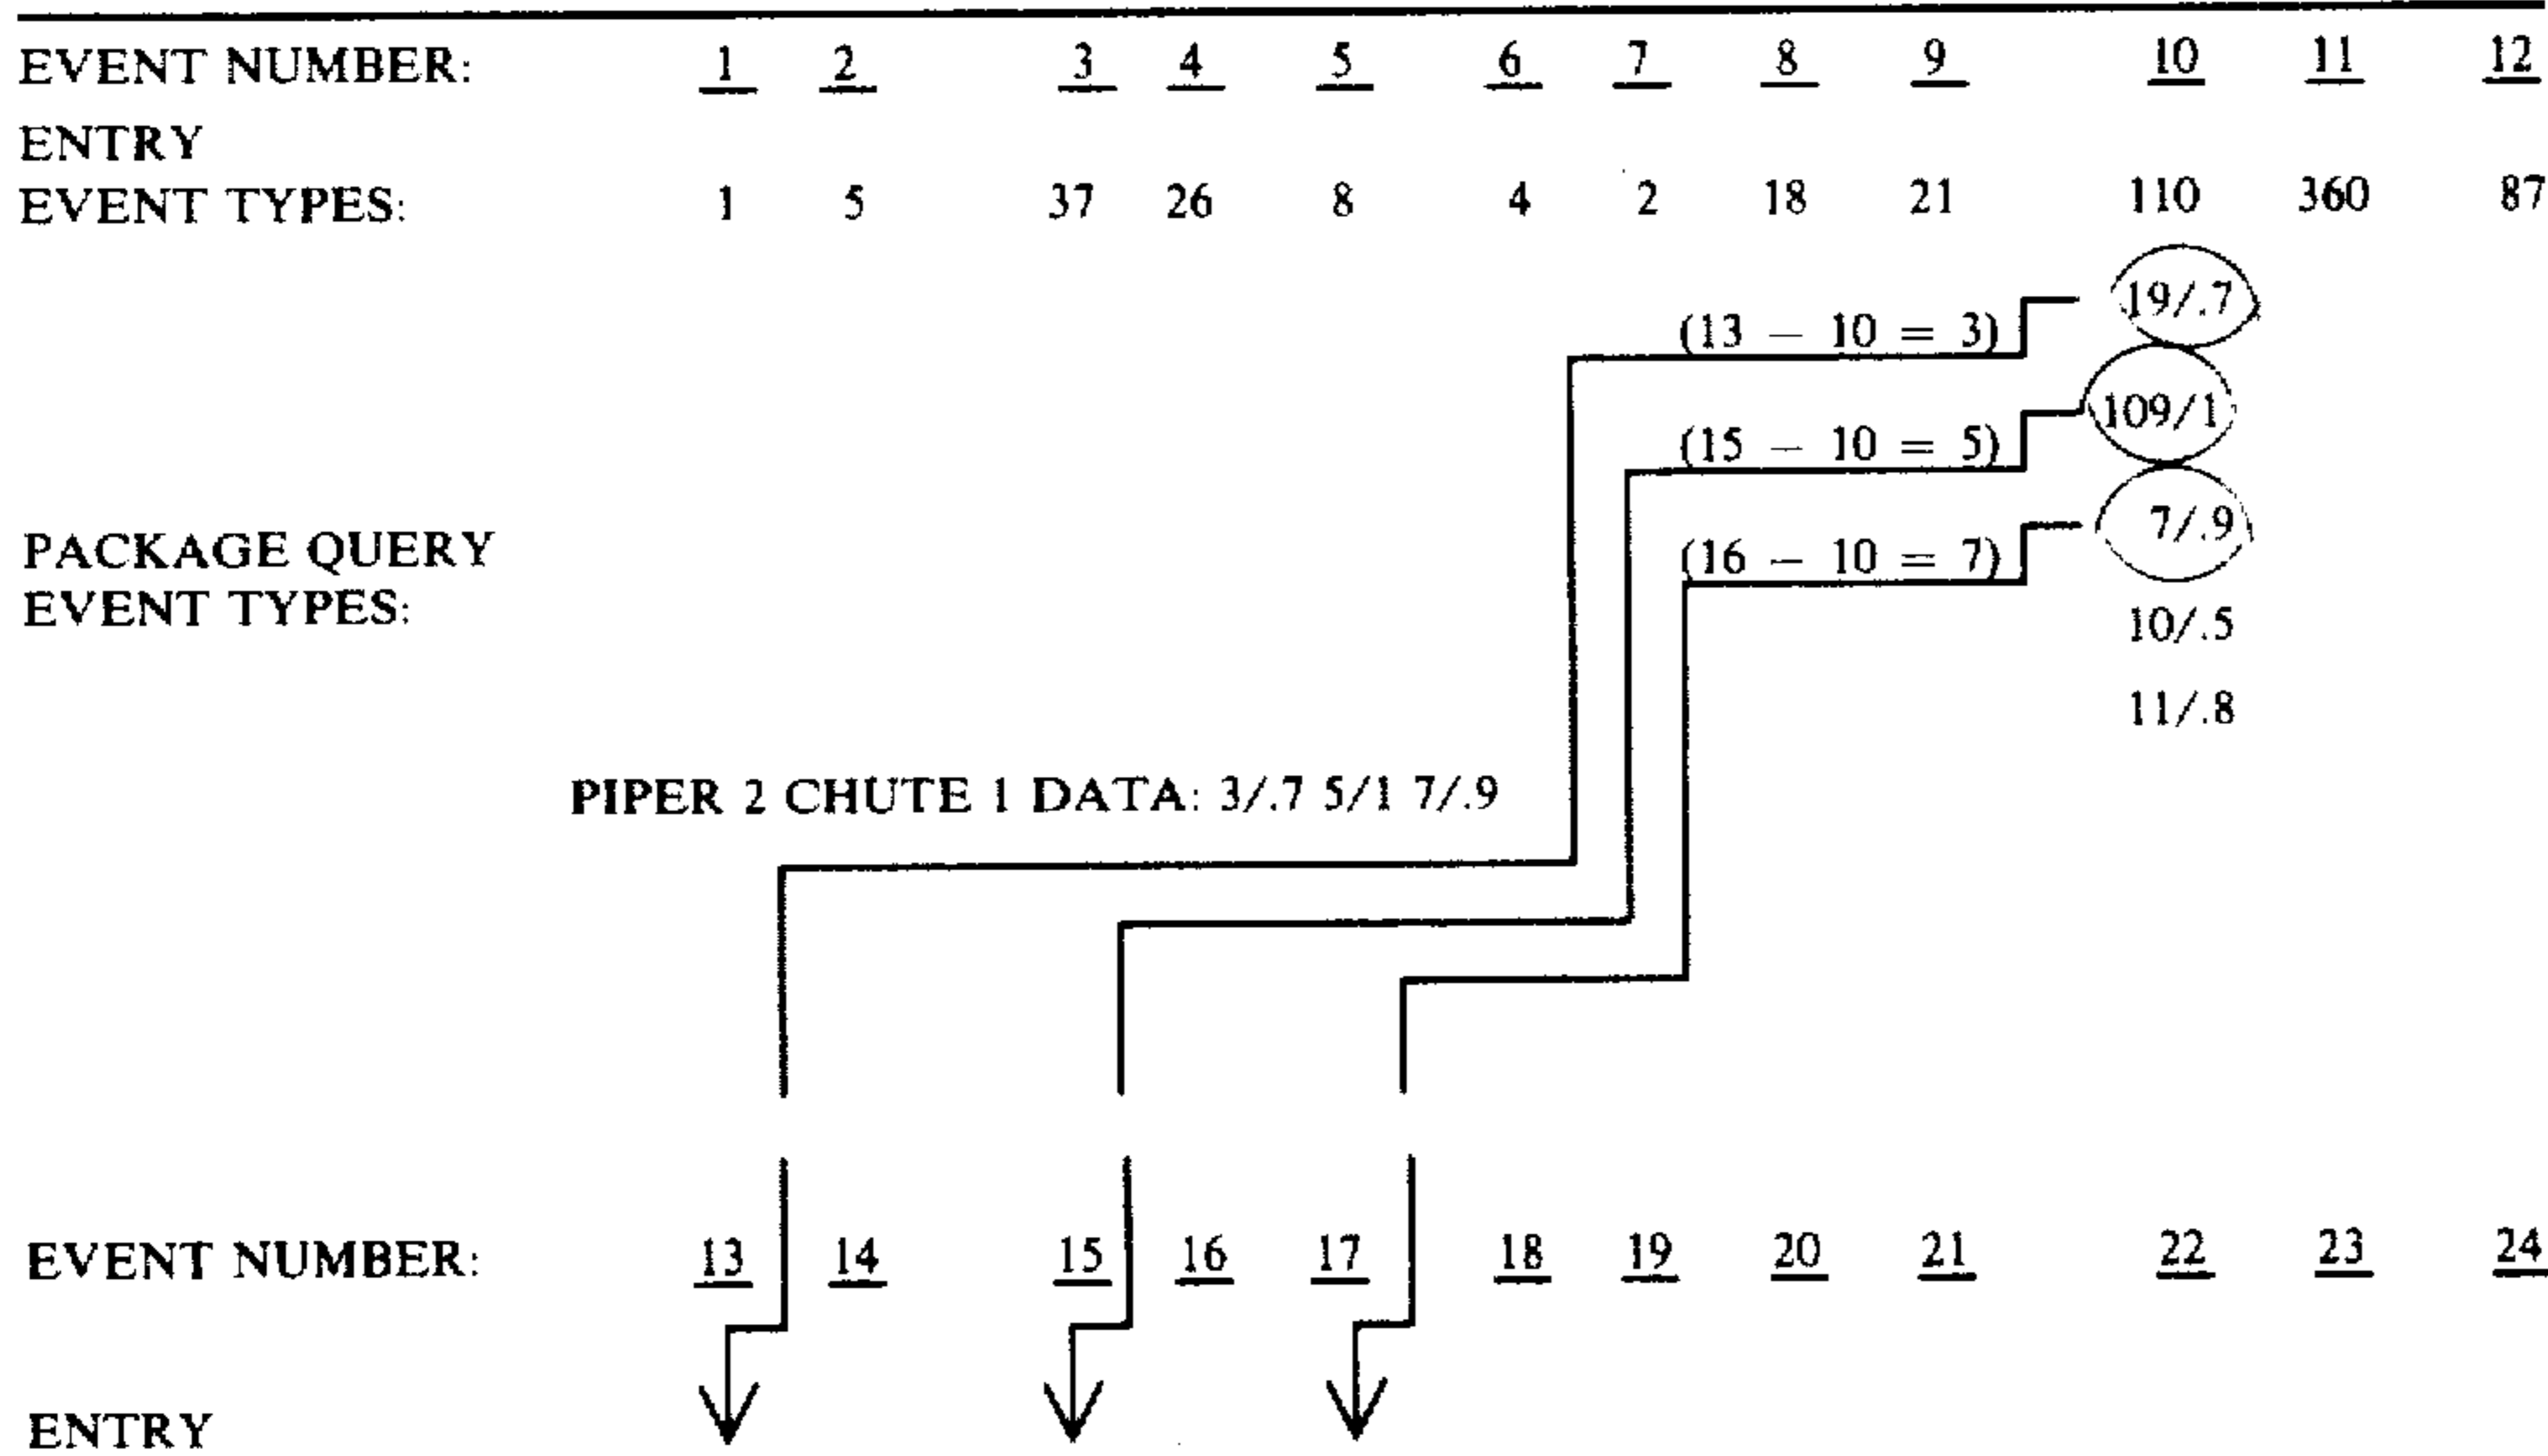 EVENT NUMBER: 1 2 3 4 5 6 7 8 9 10 11 12
ENTRY
EVENT TYPES: 1 5 37 26 8 4 2 18 21 110 360 87
19/.7
(13 – 10 = 3)
109/1
(15 – 10 = 5)
7/.9
PACKAGE QUERY
(16 – 10 = 7)
EVENT TYPES:
10/.5
11/.8
PIPER 2 CHUTE 1 DATA: 3/.7 5/1 7/.9
EVENT NUMBER: 13 14 15 16 17 18 19 20 21 22 23 24
ENTRY